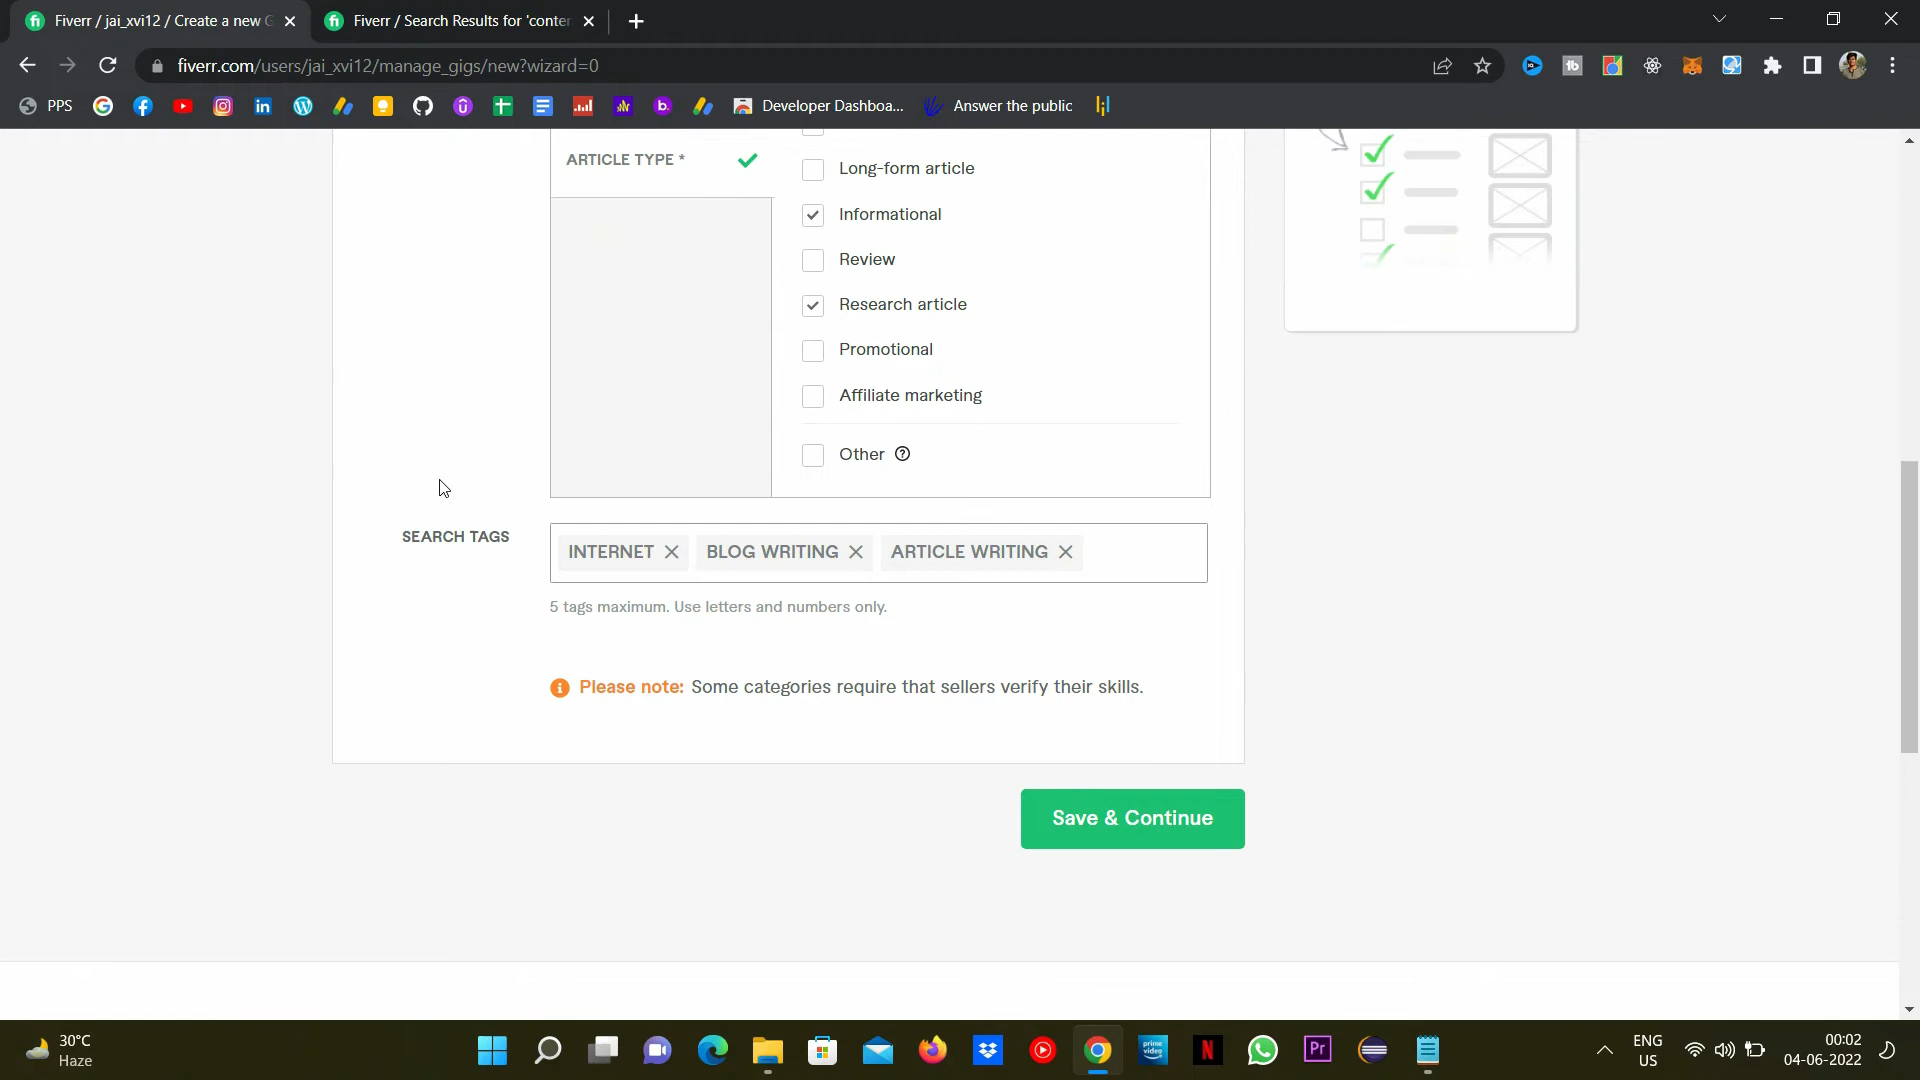 Fiverr / jai_xvi12 / Create a new G
Fiverr / Search Results for 'conter
fiverr.com/users/jai_xvi12/manage_gigs/new?wizard=0
PPS
Developer Dashboa...
Answer the public
ARTICLE TYPE *
Long-form article
Informational
Review
Research article
Promotional
Affiliate marketing
Other
SEARCH TAGS
INTERNET
BLOG WRITING
ARTICLE WRITING
5 tags maximum. Use letters and numbers only.
Please note: Some categories require that sellers verify their skills.
Save & Continue
30°C
Haze
ENG
US
00:02
04-06-2022